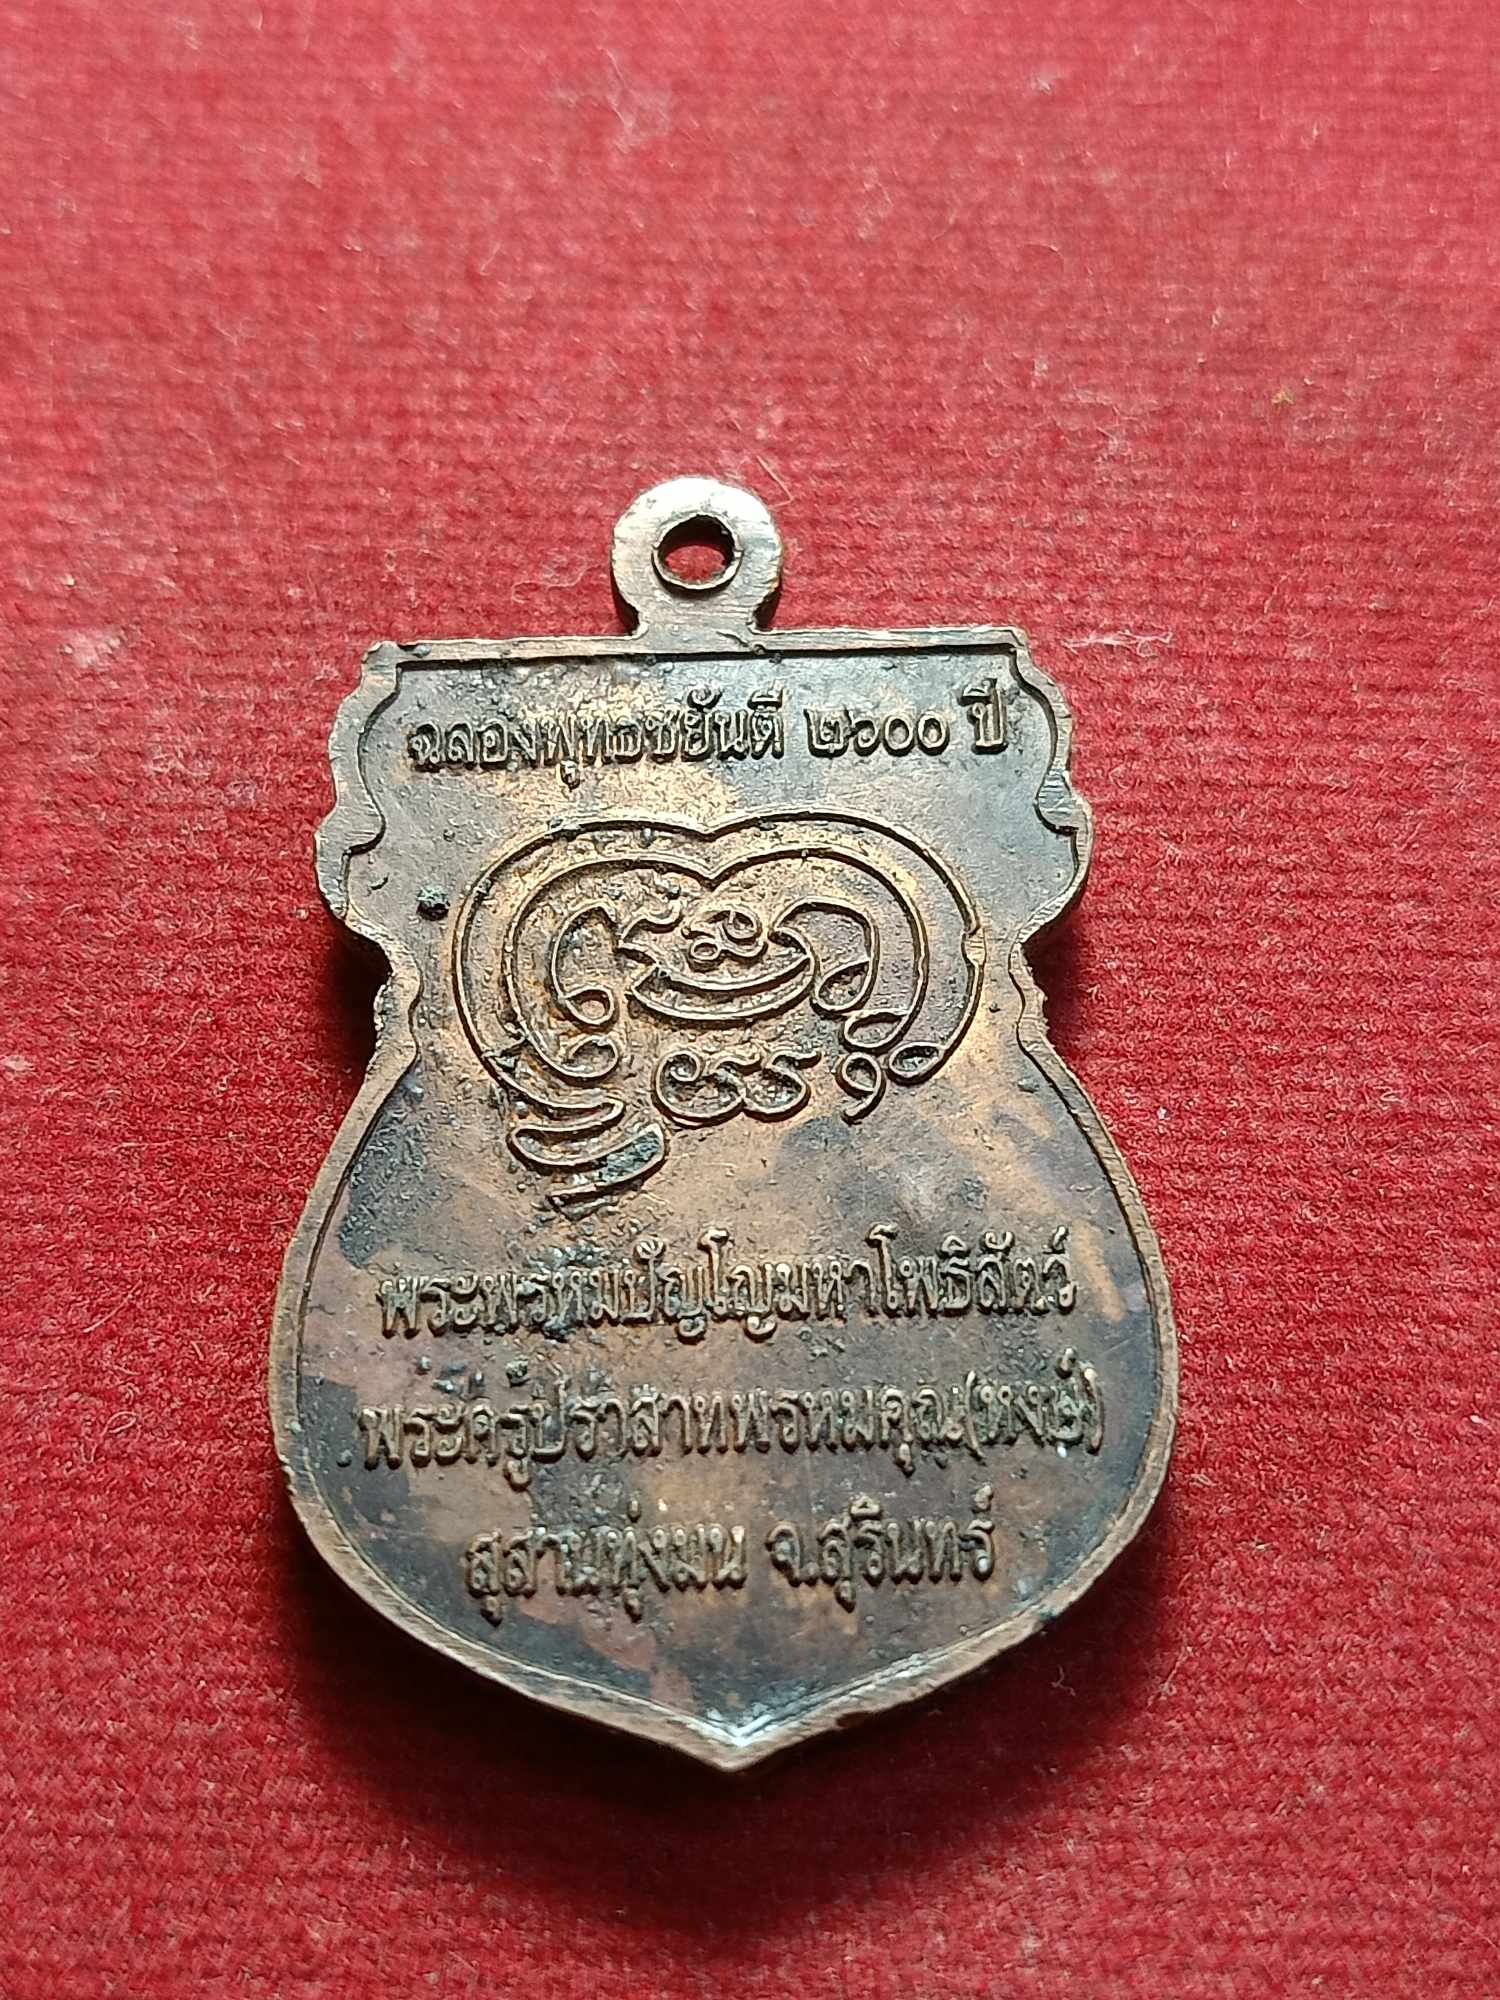 ฉลองพุทธชยันตี ๒๖๐๐ ปี
พระพรหมปัญโญมหาโพธิสัตว์
พระครูปราสาทพรหมคุณ(หงษ์)
สุสานทุ่งมน จ.สุรินทร์